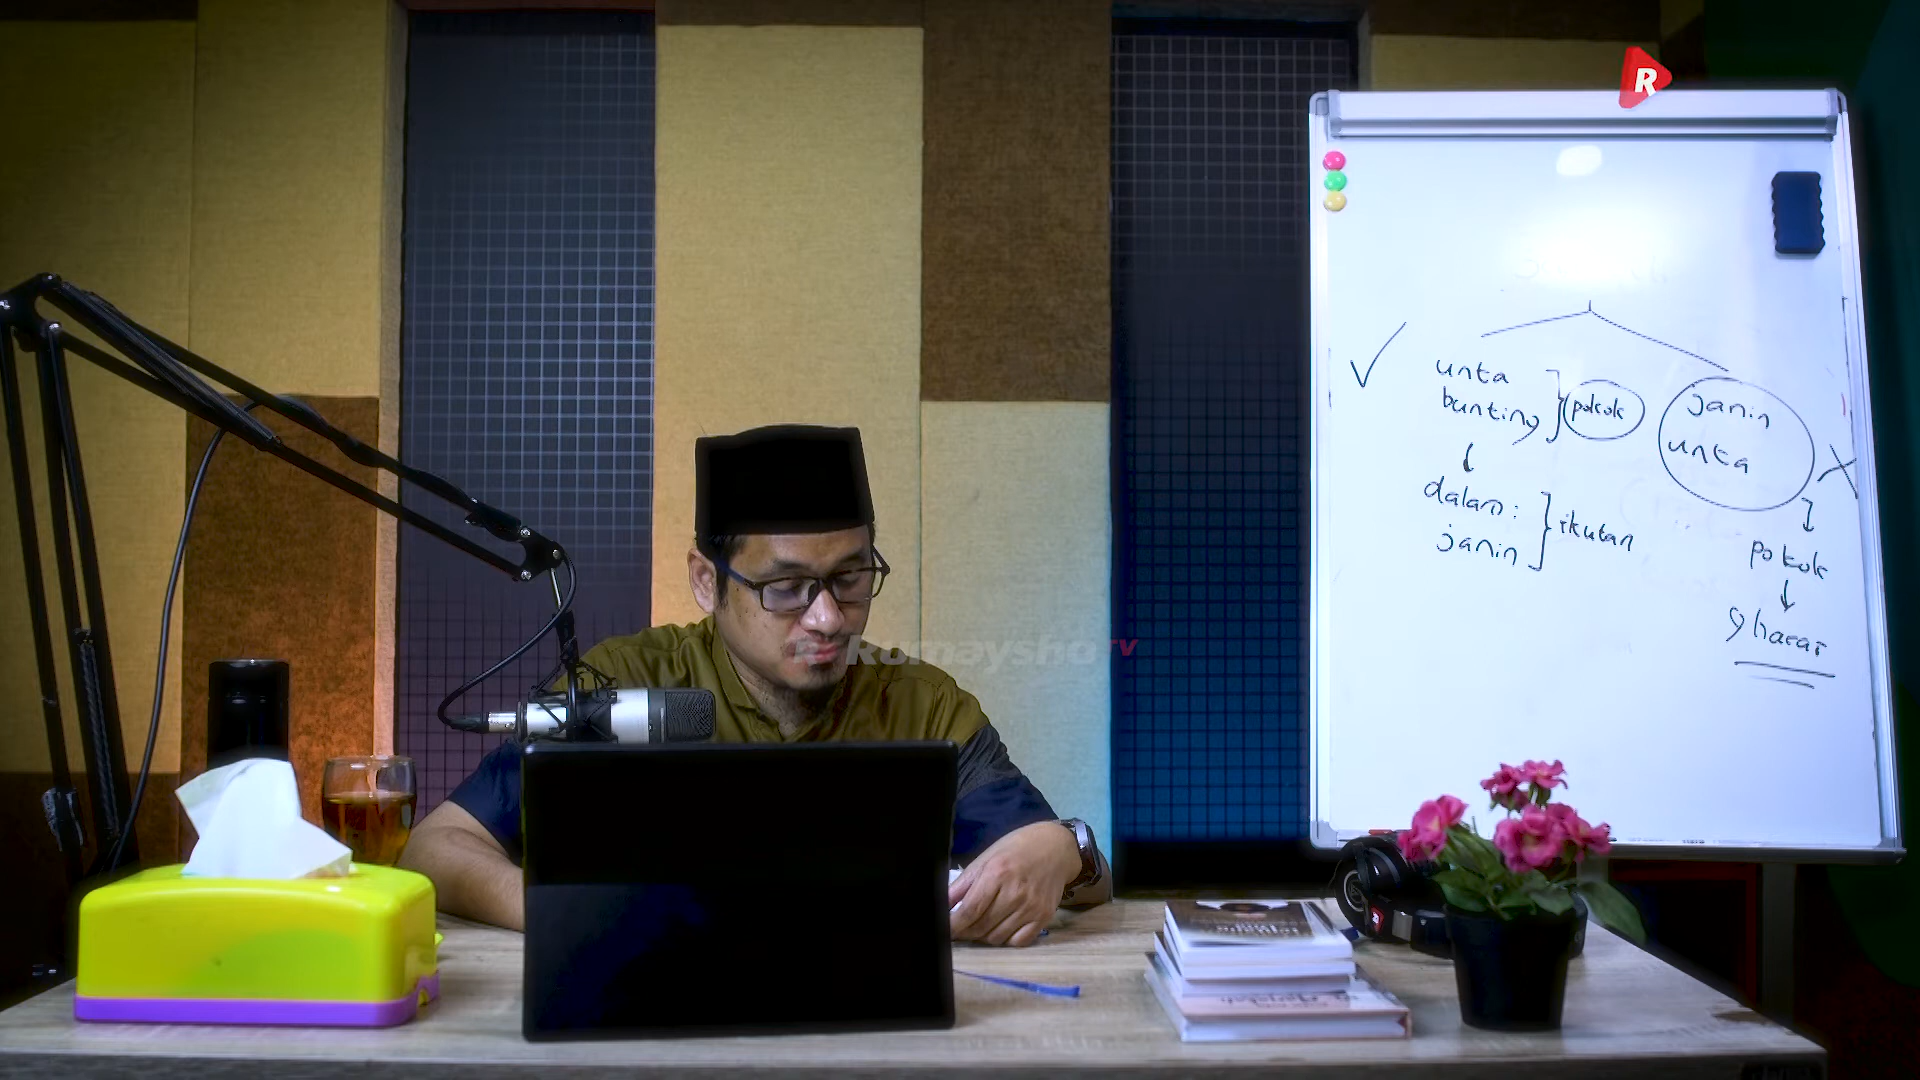 R
unta
bunting
pokok
dalam :
janin
ikutan
janin
unta
pokok
gharar
Rumaysho TV